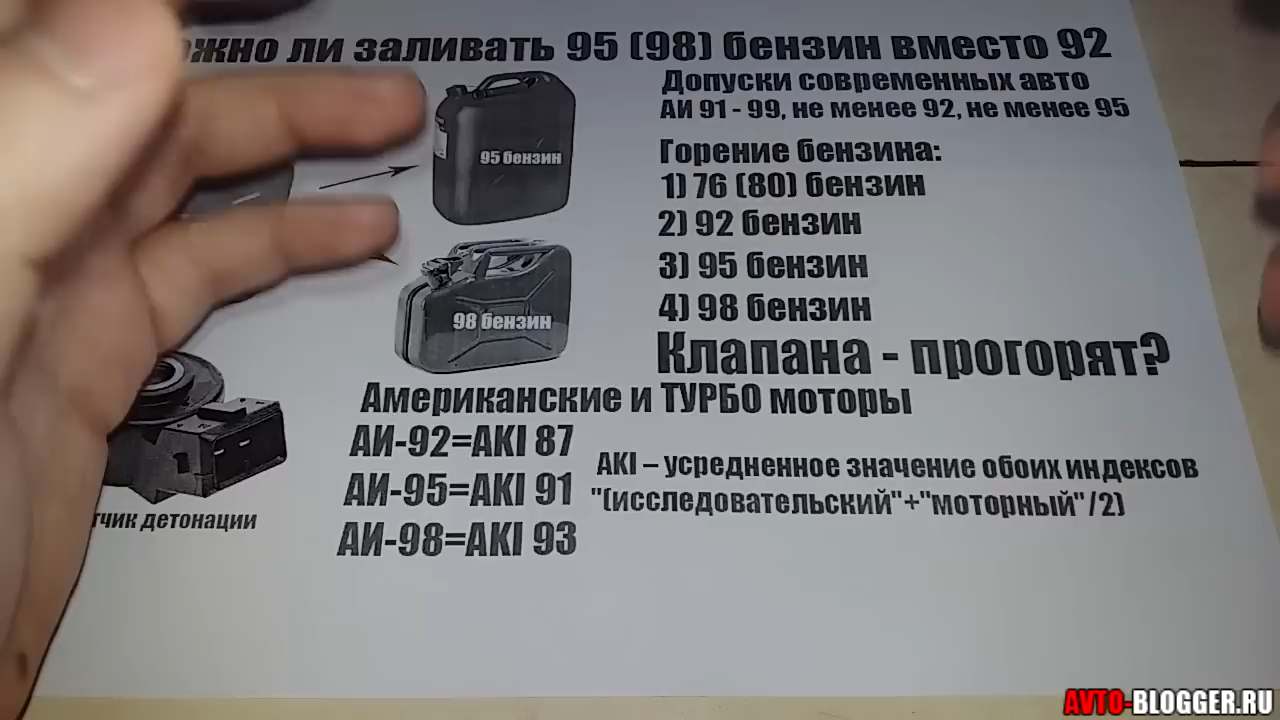 ожно ли заливать 95 (98) бензин вместо 92
Допуски современных авто
АИ 91 - 99, не менее 92, не менее 95
95 бензин
Горение бензина:
1) 76 (80) бензин
2) 92 бензин
3) 95 бензин
4) 98 бензин
98 бензин
Клапана - прогорят?
Американские и ТУРБО моторы
АИ-92=AKI 87
АИ-95=AKI 91
АИ-98=AKI 93
AKI – усредненное значение обоих индексов
"(исследовательский"+"моторный"/2)
тчик детонации
AVTO-BLOGGER.RU